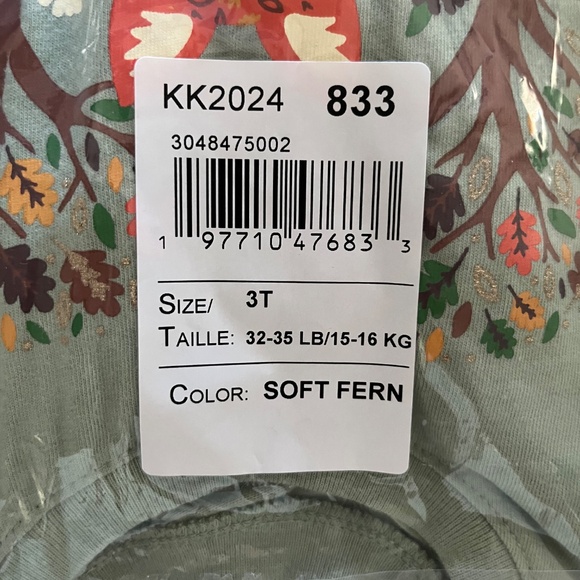 KK2024 833
3048475002
1 97710 47683 3
SIZE/ 3T
TAILLE: 32-35 LB/15-16 KG
COLOR: SOFT FERN